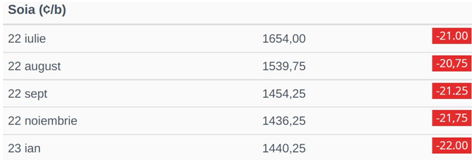 Soia (¢/b)
22 iulie 1654,00 -21.00
22 august 1539,75 -20,75
22 sept 1454,25 -21.25
22 noiembrie 1436,25 -21,75
23 ian 1440,25 -22.00